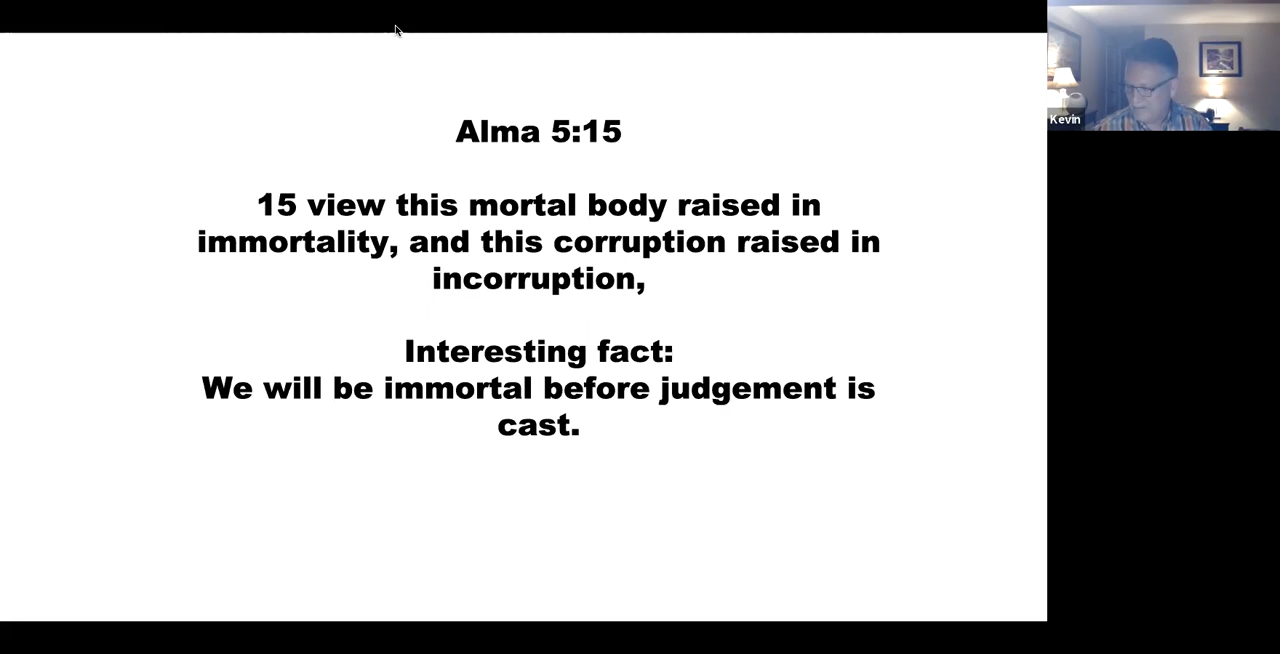 Alma 5:15
15 view this mortal body raised in
immortality, and this corruption raised in
incorruption,
Interesting fact:
We will be immortal before judgement is
cast.
Kevin